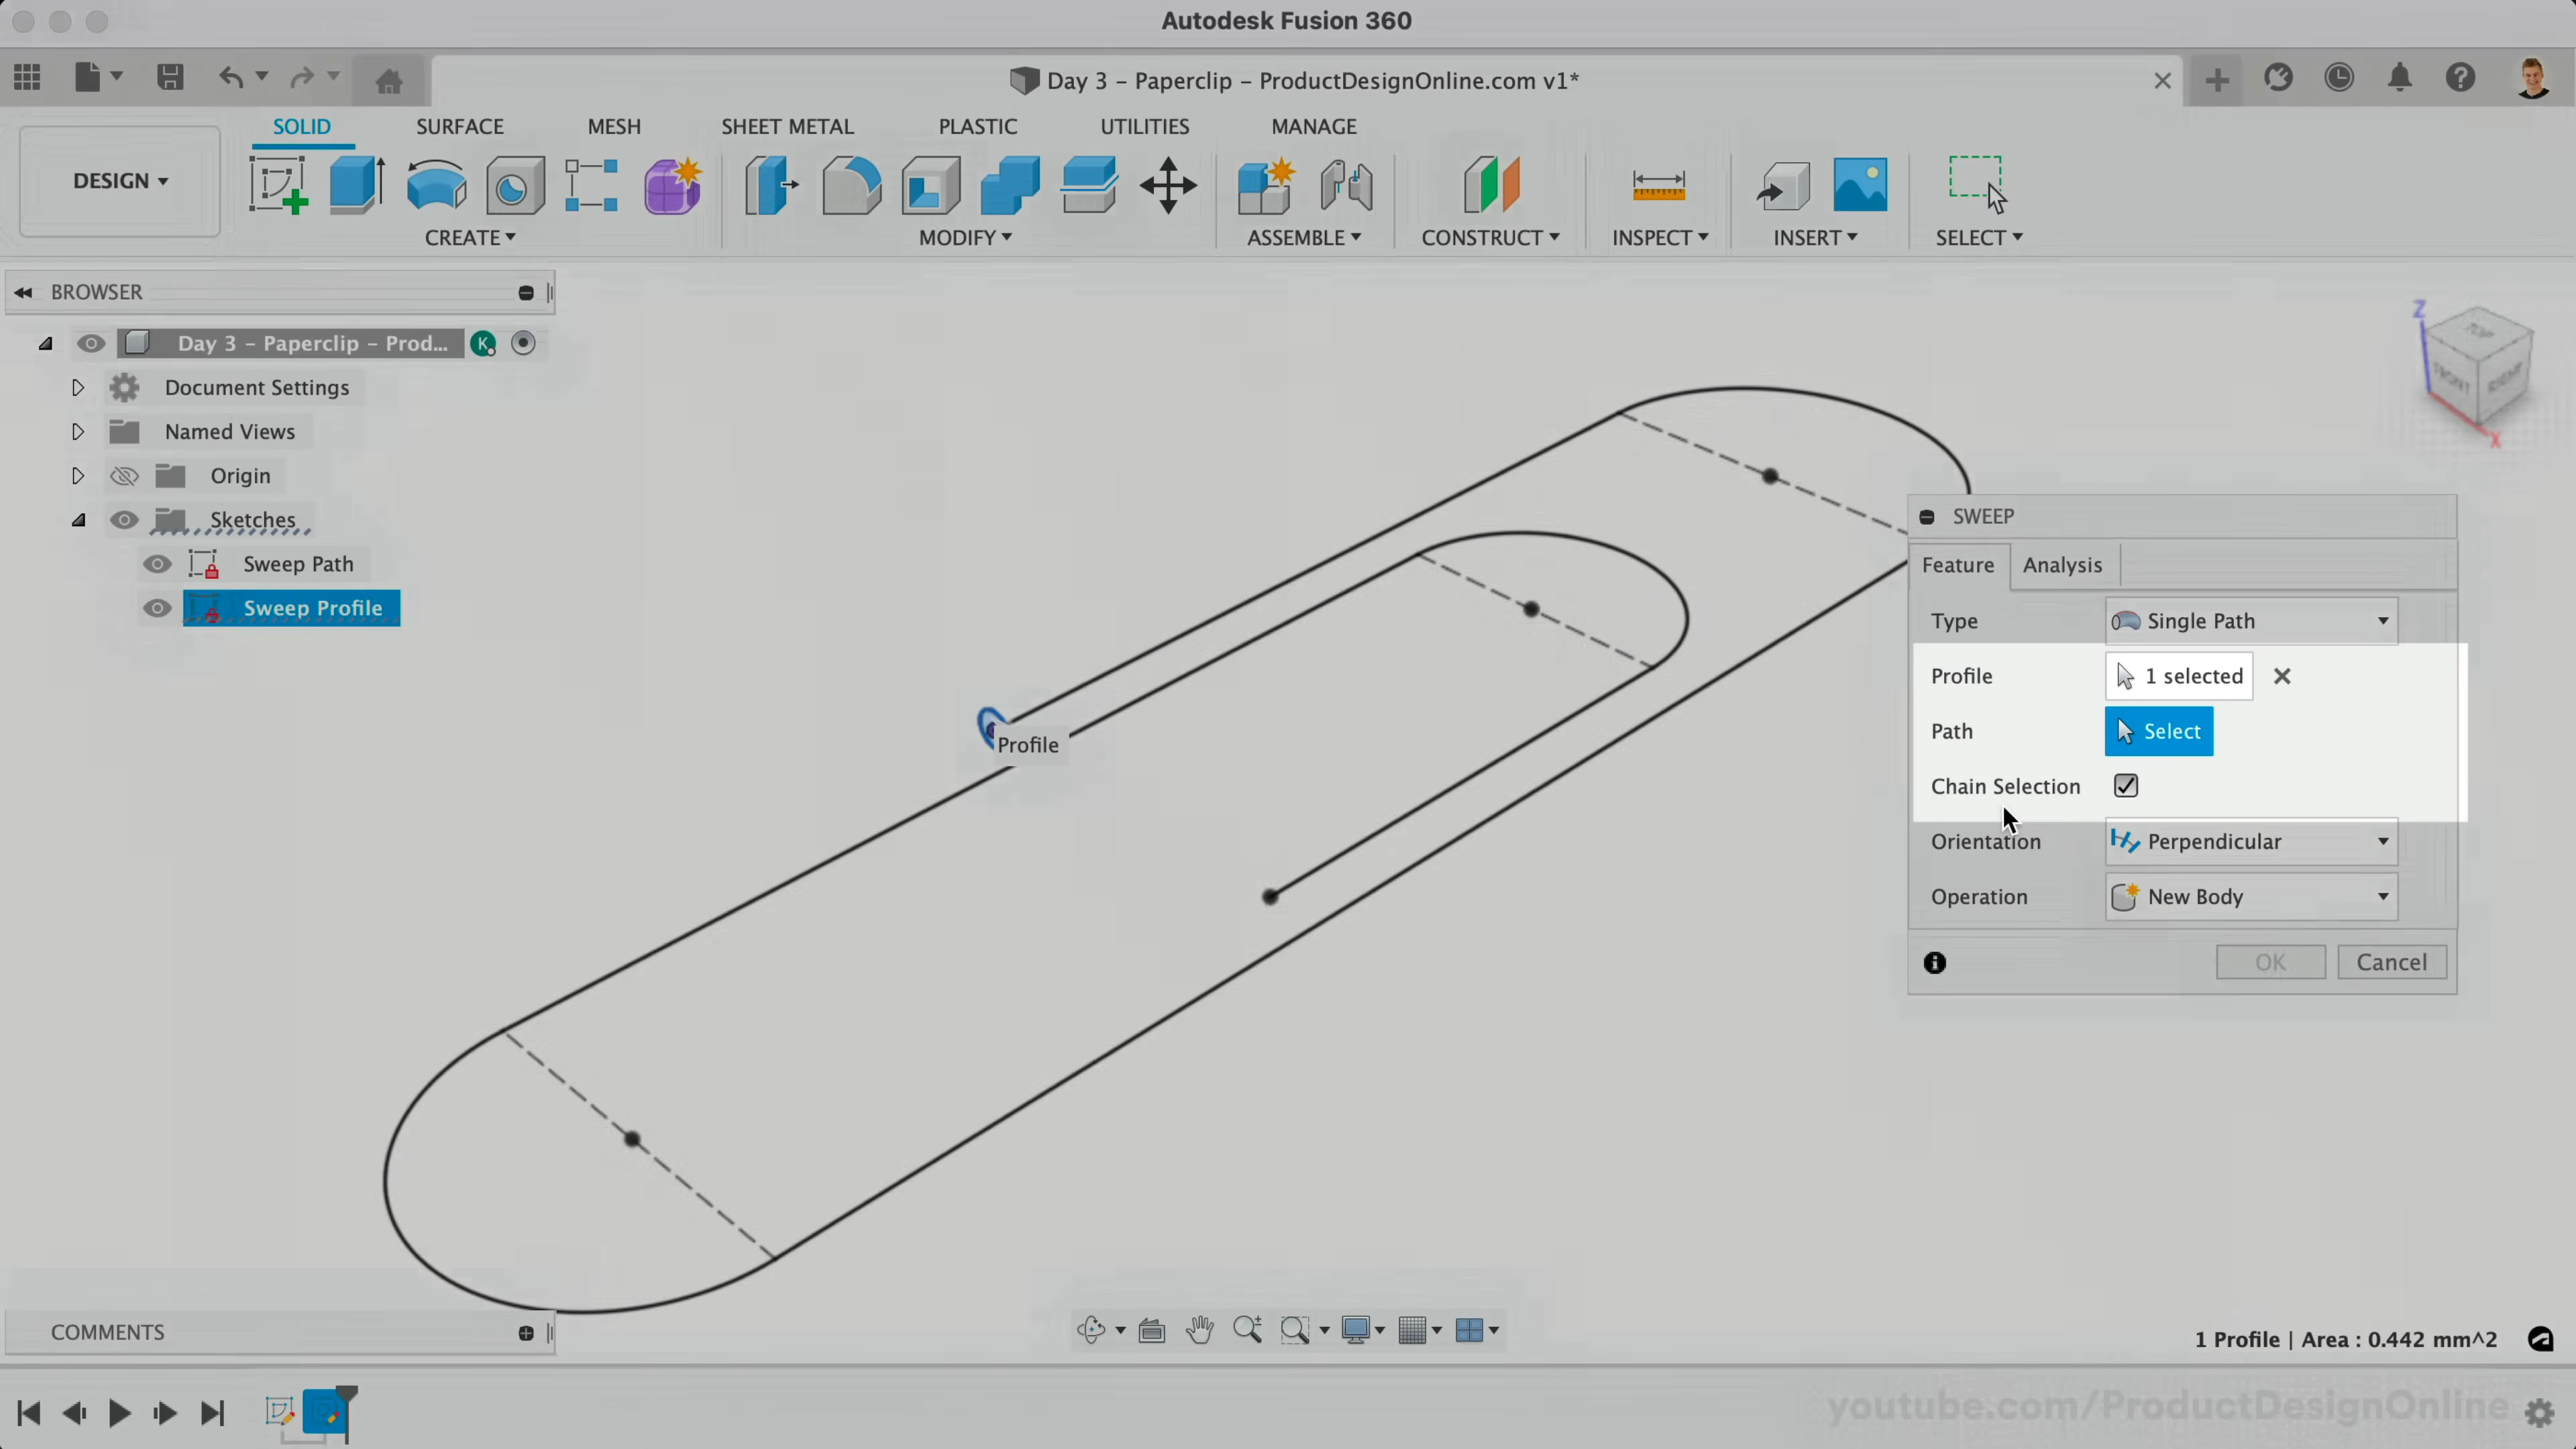 Autodesk Fusion 360
Day 3 - Paperclip - ProductDesignOnline.com v1*
SOLID SURFACE MESH SHEET METAL PLASTIC UTILITIES MANAGE
DESIGN
CREATE MODIFY ASSEMBLE CONSTRUCT INSPECT INSERT SELECT
BROWSER
Day 3 - Paperclip - Prod... K
Document Settings
Named Views
Origin
Sketches
Sweep Path
Sweep Profile
Z
TOP
FRONT RIGHT
X
Profile
SWEEP
Feature Analysis
Type Single Path
Profile 1 selected
Path Select
Chain Selection
Orientation Perpendicular
Operation New Body
OK Cancel
COMMENTS
1 Profile | Area : 0.442 mm^2
youtube.com/ProductDesignOnline